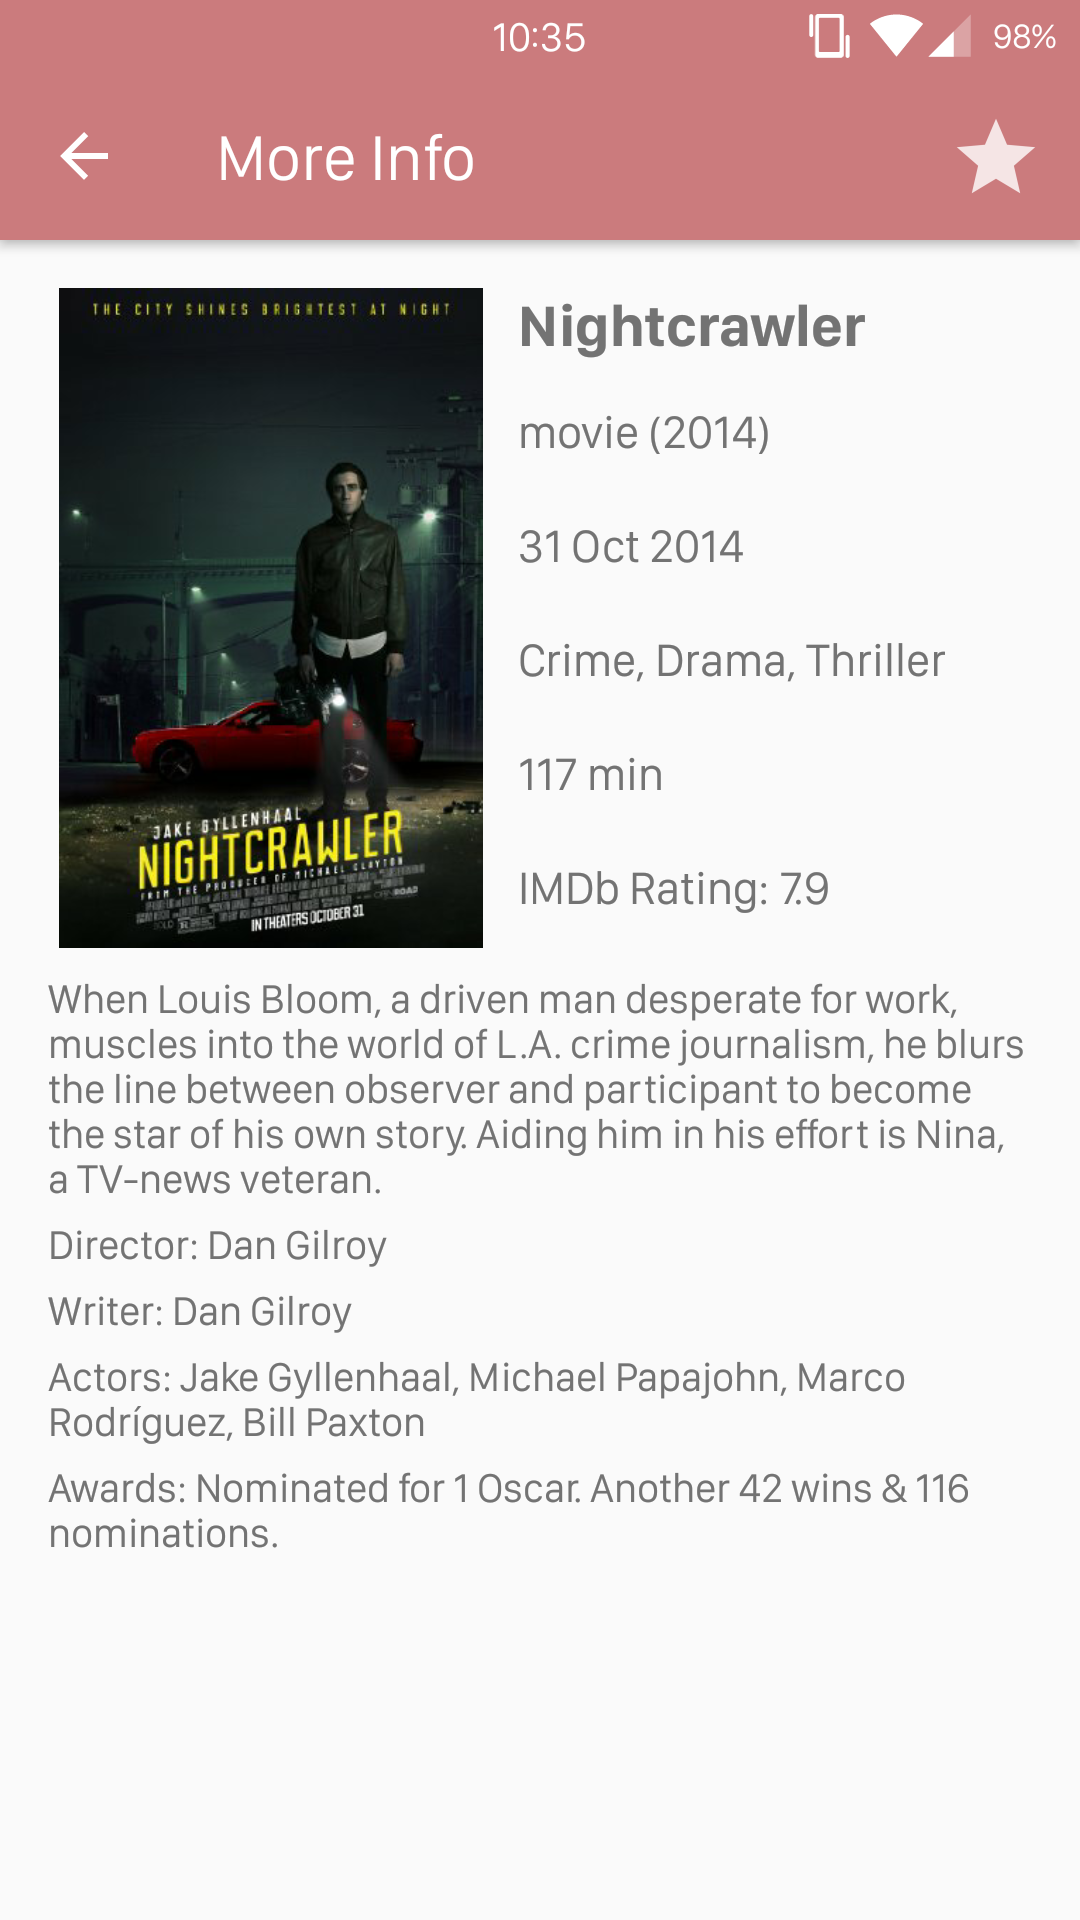 10:35
98%
More Info
THE CITY SHINES BRIGHTEST AT NIGHT
JAKE GYLLENHAAL
NIGHTCRAWLER
FROM THE PRODUCER OF MICHAEL CLAYTON
IN THEATERS OCTOBER 31
Nightcrawler
movie (2014)
31 Oct 2014
Crime, Drama, Thriller
117 min
IMDb Rating: 7.9
When Louis Bloom, a driven man desperate for work,
muscles into the world of L.A. crime journalism, he blurs
the line between observer and participant to become
the star of his own story. Aiding him in his effort is Nina,
a TV-news veteran.
Director: Dan Gilroy
Writer: Dan Gilroy
Actors: Jake Gyllenhaal, Michael Papajohn, Marco
Rodríguez, Bill Paxton
Awards: Nominated for 1 Oscar. Another 42 wins & 116
nominations.